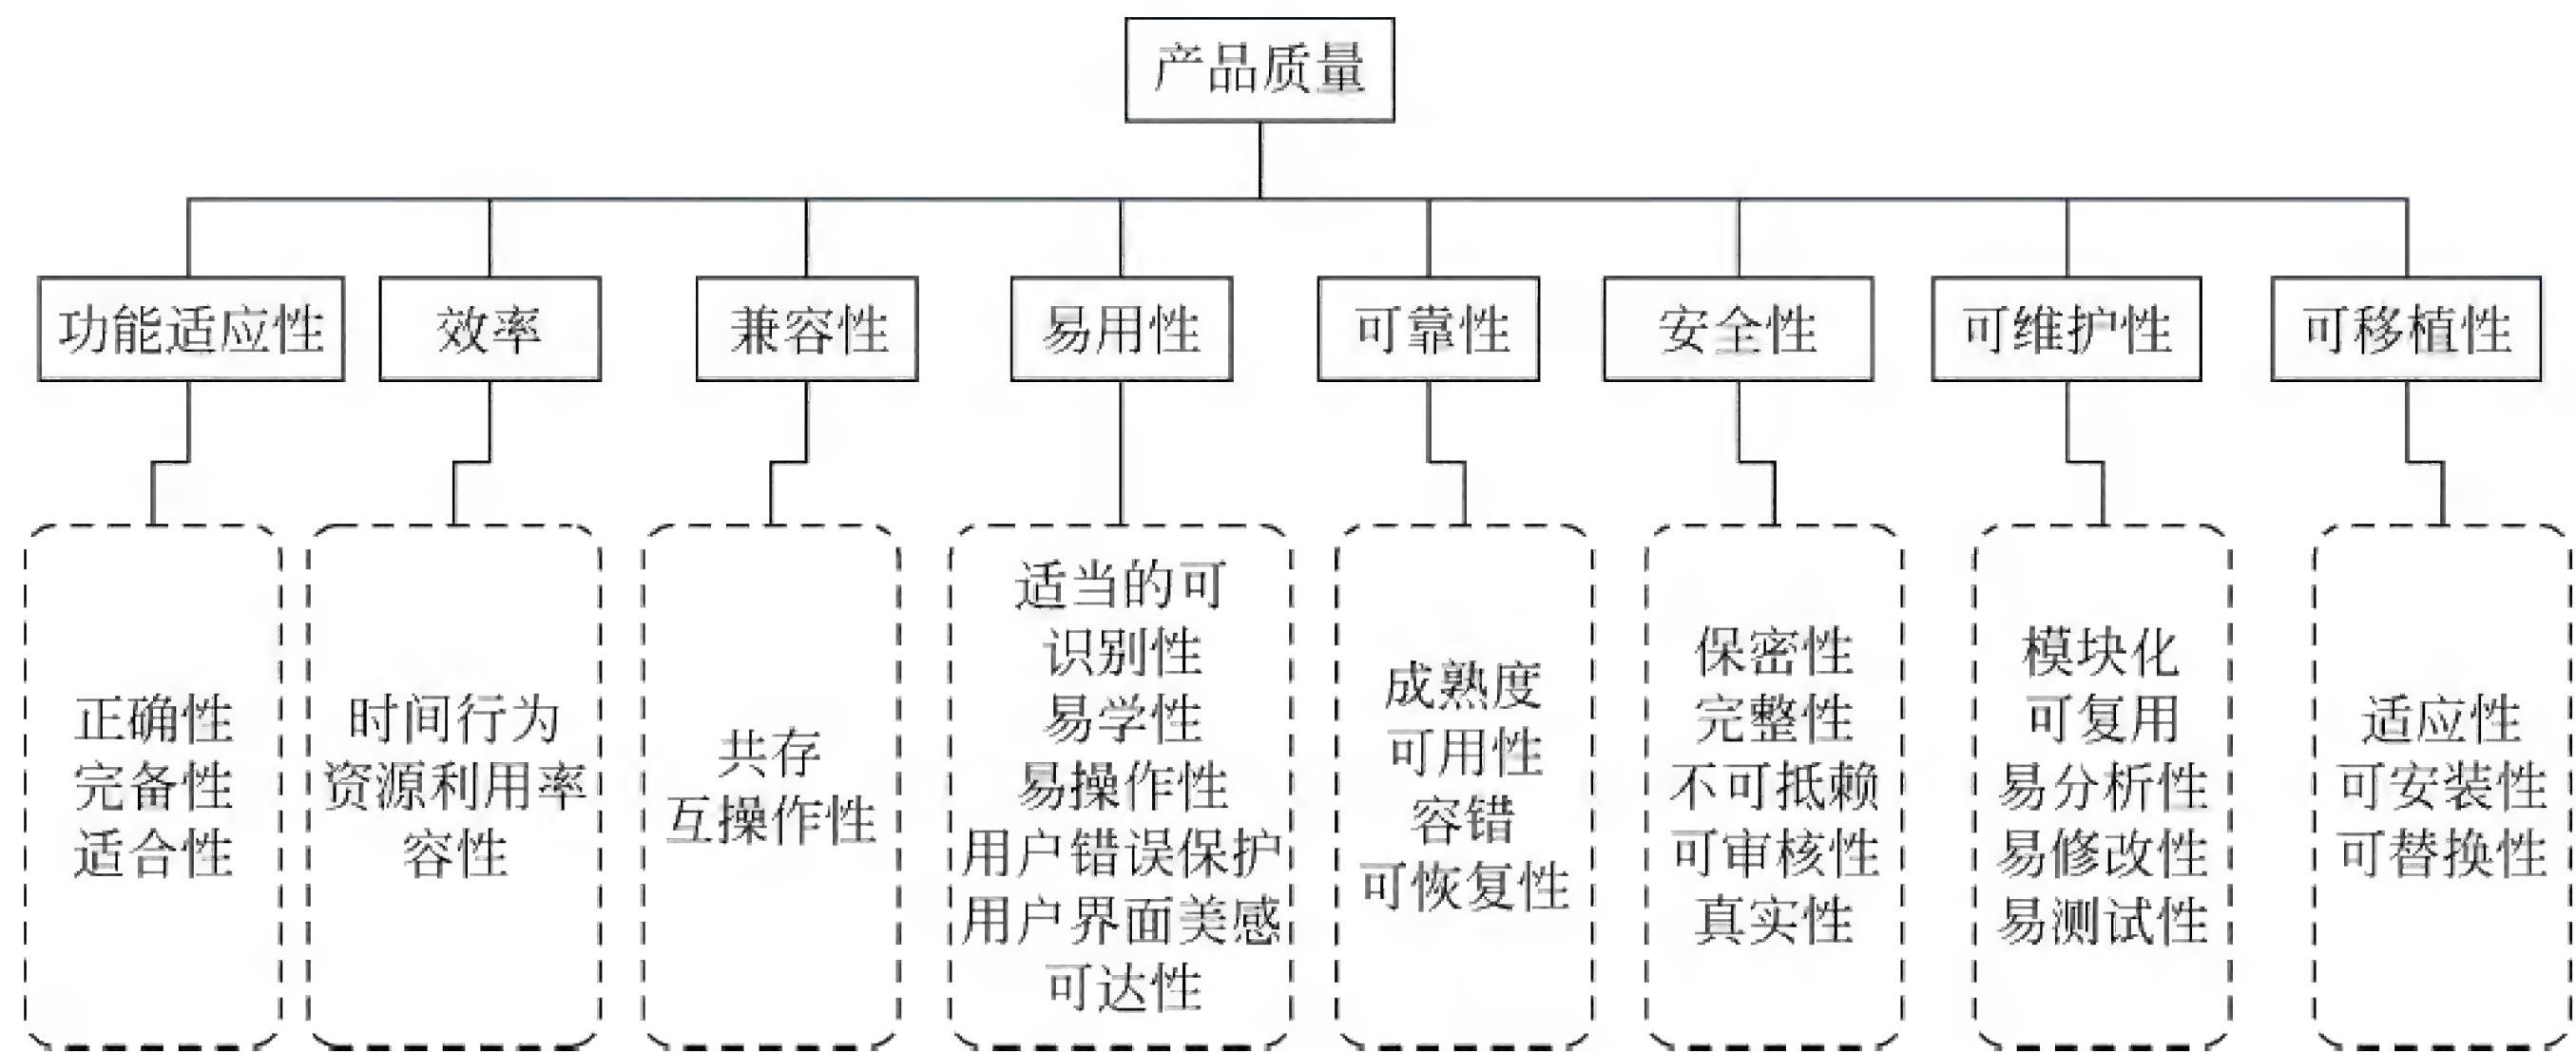 产品质量
功能适应性
效率
兼容性
易用性
可靠性
安全性
可维护性
可移植性
正确性
完备性
适合性
时间行为
资源利用率
容性
共存
互操作性
适当的可
识别性
易学性
易操作性
用户错误保护
用户界面美感
可达性
成熟度
可用性
容错
可恢复性
保密性
完整性
不可抵赖
可审核性
真实性
模块化
可复用
易分析性
易修改性
易测试性
适应性
可安装性
可替换性